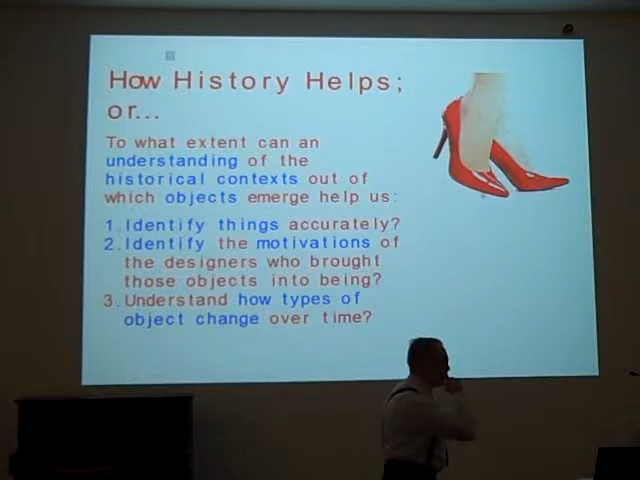 How History Helps;
or...
To what extent can an
understanding of the
historical contexts out of
which objects emerge help us:
1. Identify things accurately?
2. Identify the motivations of
the designers who brought
those objects into being?
3. Understand how types of
object change over time?